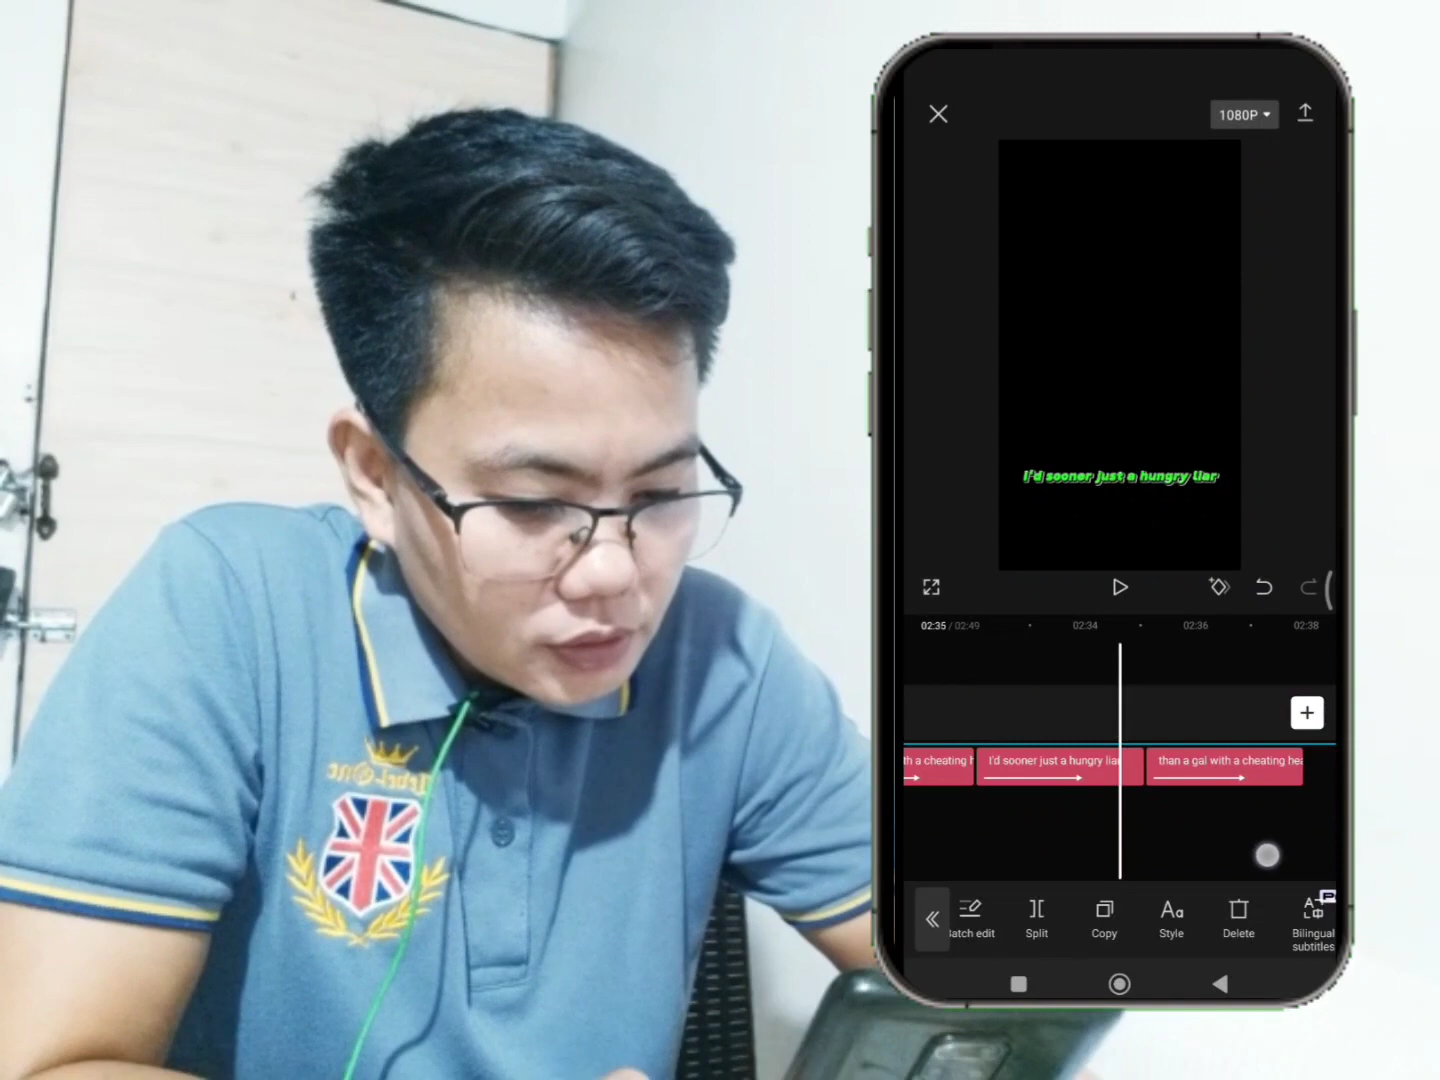 1080P
i'd sooner just a hungry liar
02:35 / 02:49
02:34
02:36
02:38
th a cheating h
I'd sooner just a hungry liar
than a gal with a cheating hea
Batch edit
Split
Copy
Style
Delete
Bilingual
subtitles